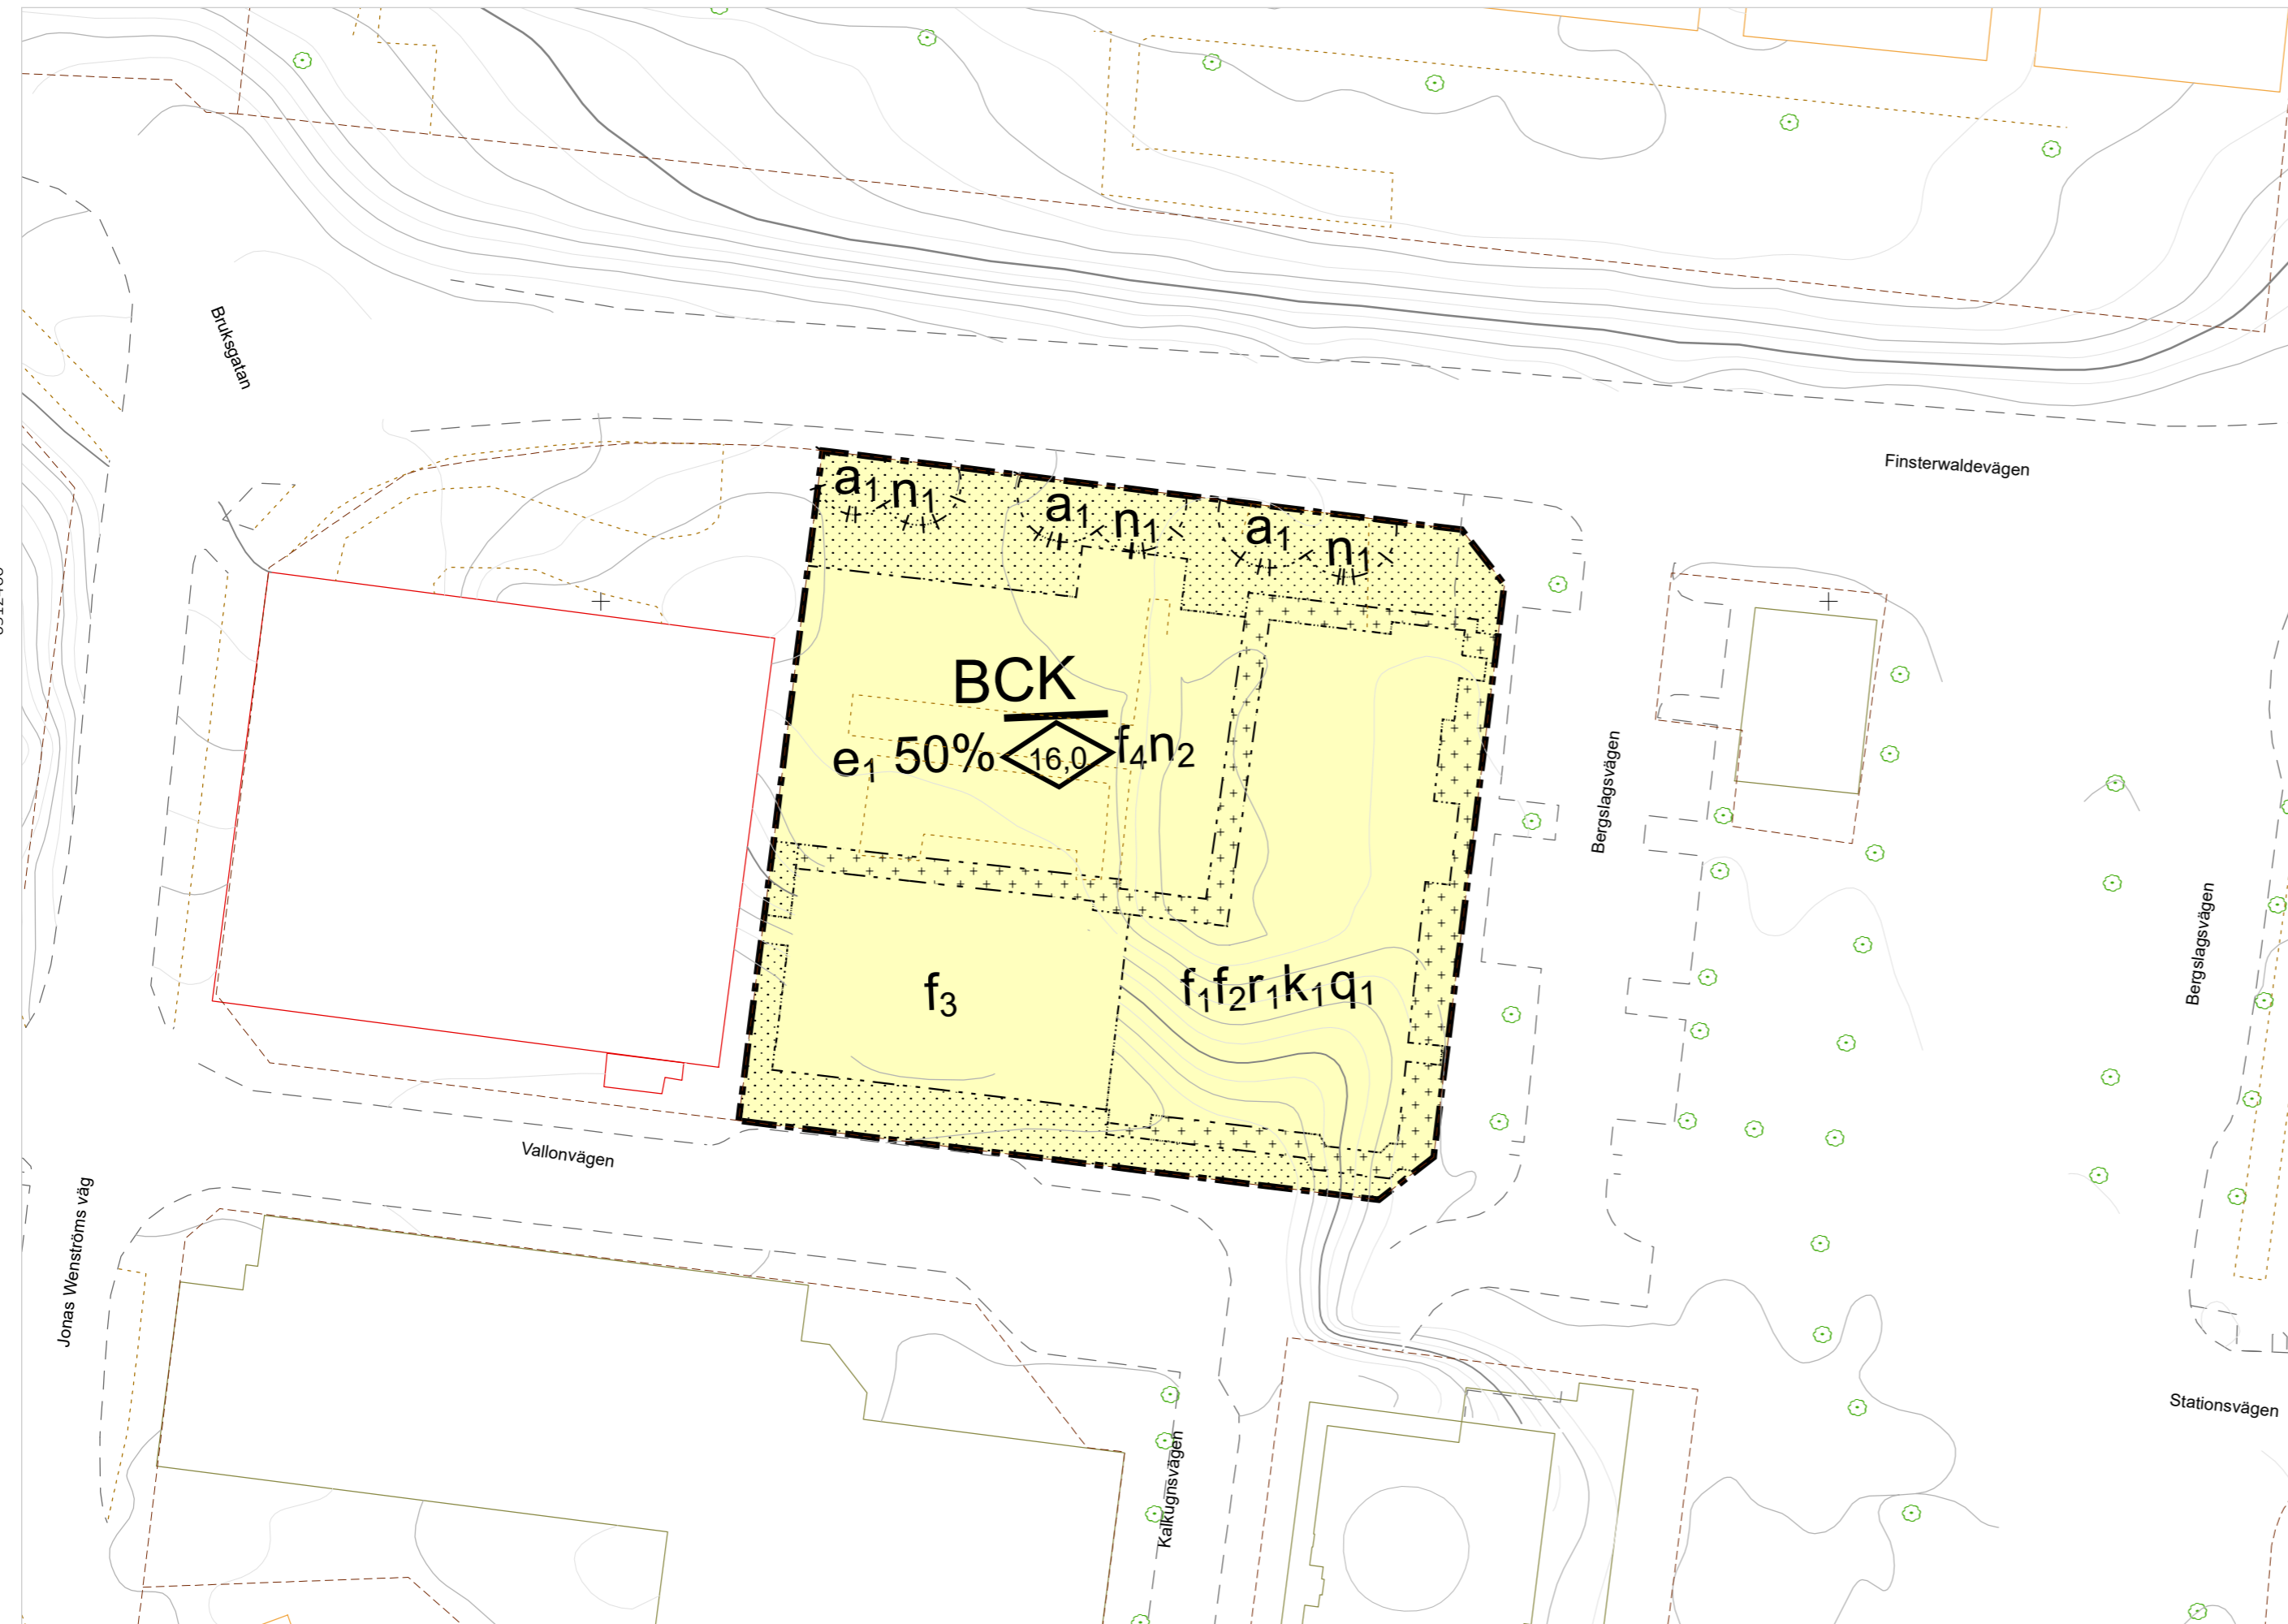 Bruksgatan
Finsterwaldevägen
a₁ n₁
a₁ n₁
a₁ n₁
BCK
e₁ 50% 16,0 f₄n₂
Bergslagsvägen
Bergslagsvägen
f₃
f₁f₂r₁k₁q₁
Vallonvägen
Jonas Wenströms väg
Stationsvägen
Kalkugnsvägen